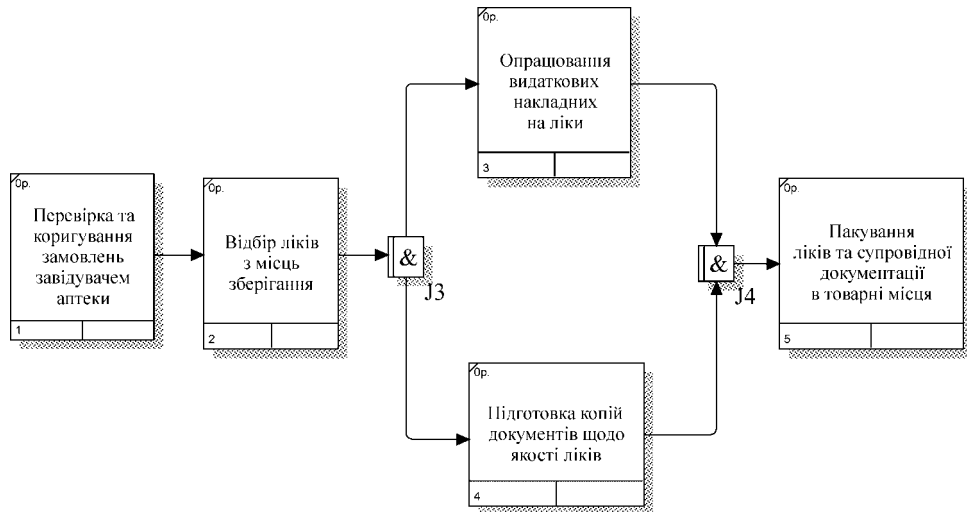 0р.
Перевірка та
коригування
замовлень
завідувачем
аптеки
1
0р.
Відбір ліків
з місць
зберігання
2
&
J3
0р.
Опрацювання
видаткових
накладних
на ліки
3
0р.
Підготовка копій
документів щодо
якості ліків
4
&
J4
0р.
Пакування
ліків та супровідної
документації
в товарні місця
5